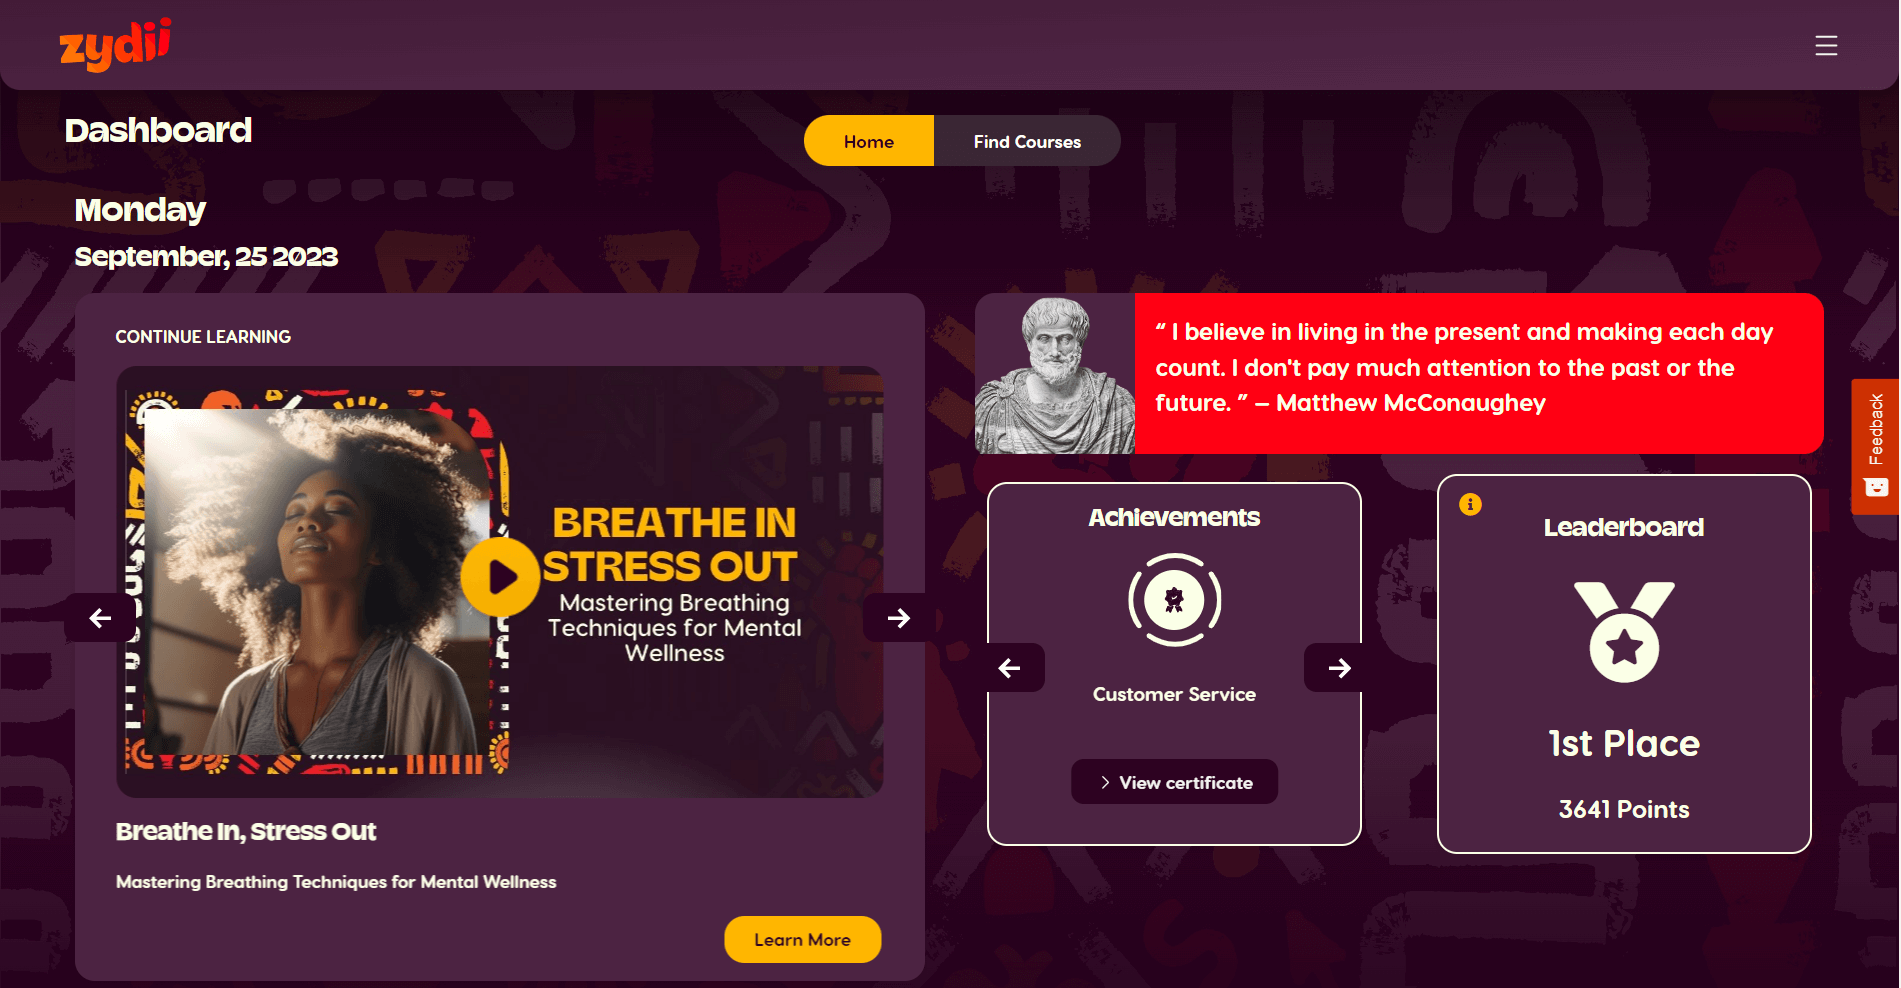 zydii
Dashboard
Home
Find Courses
Monday
September, 25 2023
CONTINUE LEARNING
BREATHE IN
STRESS OUT
Mastering Breathing
Techniques for Mental
Wellness
Breathe In, Stress Out
Mastering Breathing Techniques for Mental Wellness
Learn More
“ I believe in living in the present and making each day
count. I don't pay much attention to the past or the
future. ” — Matthew McConaughey
Achievements
Customer Service
View certificate
Leaderboard
1st Place
3641 Points
Feedback